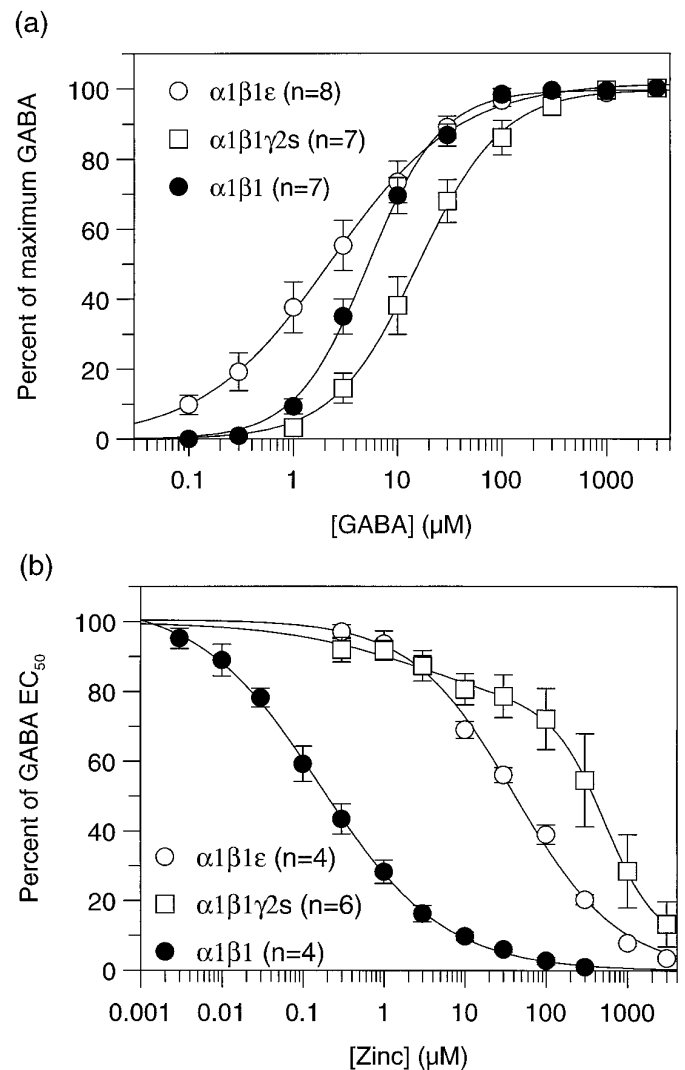 (a)
100
80
60
40
20
0
Percent of maximum GABA
α1β1ε (n=8)
α1β1γ2s (n=7)
α1β1 (n=7)
0.1 1 10 100 1000
[GABA] (μM)
(b)
100
80
60
40
20
0
Percent of GABA EC50
α1β1ε (n=4)
α1β1γ2s (n=6)
α1β1 (n=4)
0.001 0.01 0.1 1 10 100 1000
[Zinc] (μM)